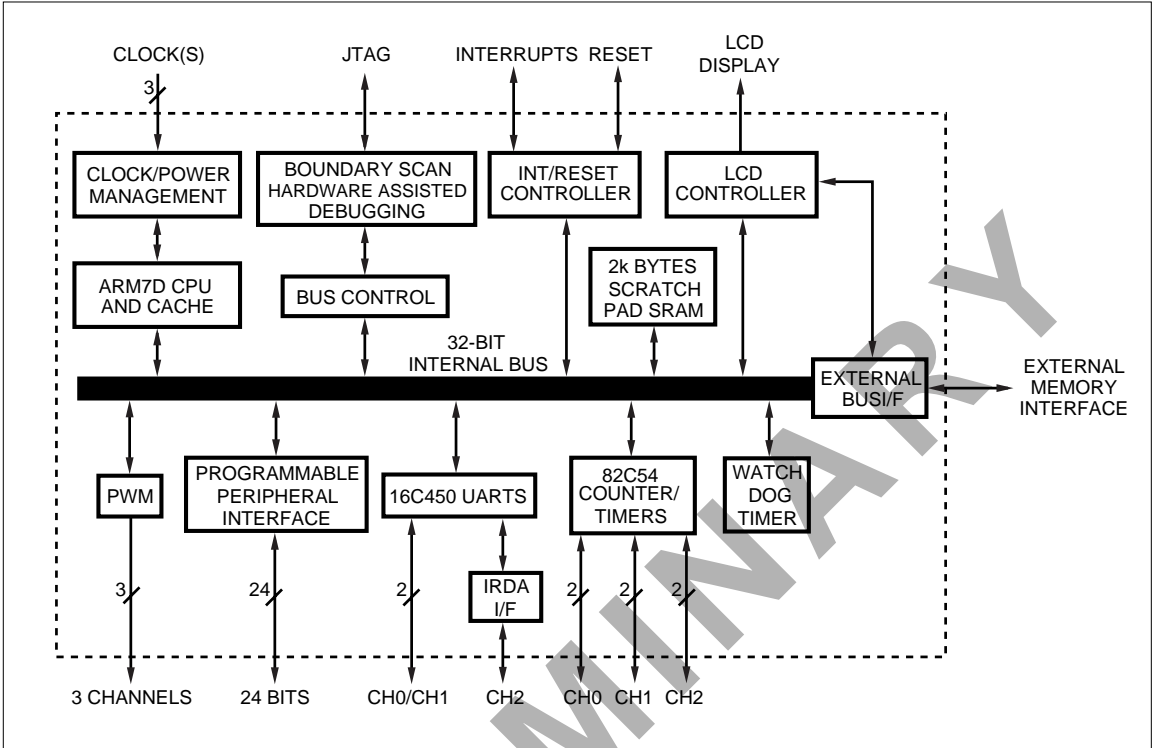 CLOCK(S)
JTAG
INTERRUPTS
RESET
LCD
DISPLAY
3
CLOCK/POWER
MANAGEMENT
BOUNDARY SCAN
HARDWARE ASSISTED
DEBUGGING
INT/RESET
CONTROLLER
LCD
CONTROLLER
ARM7D CPU
AND CACHE
BUS CONTROL
2k BYTES
SCRATCH
PAD SRAM
32-BIT
INTERNAL BUS
EXTERNAL
BUSI/F
EXTERNAL
MEMORY
INTERFACE
PWM
PROGRAMMABLE
PERIPHERAL
INTERFACE
16C450 UARTS
82C54
COUNTER/
TIMERS
WATCH
DOG
TIMER
IRDA
I/F
3
24
2
2
2
2
3 CHANNELS
24 BITS
CH0/CH1
CH2
CH0
CH1
CH2
MINARY